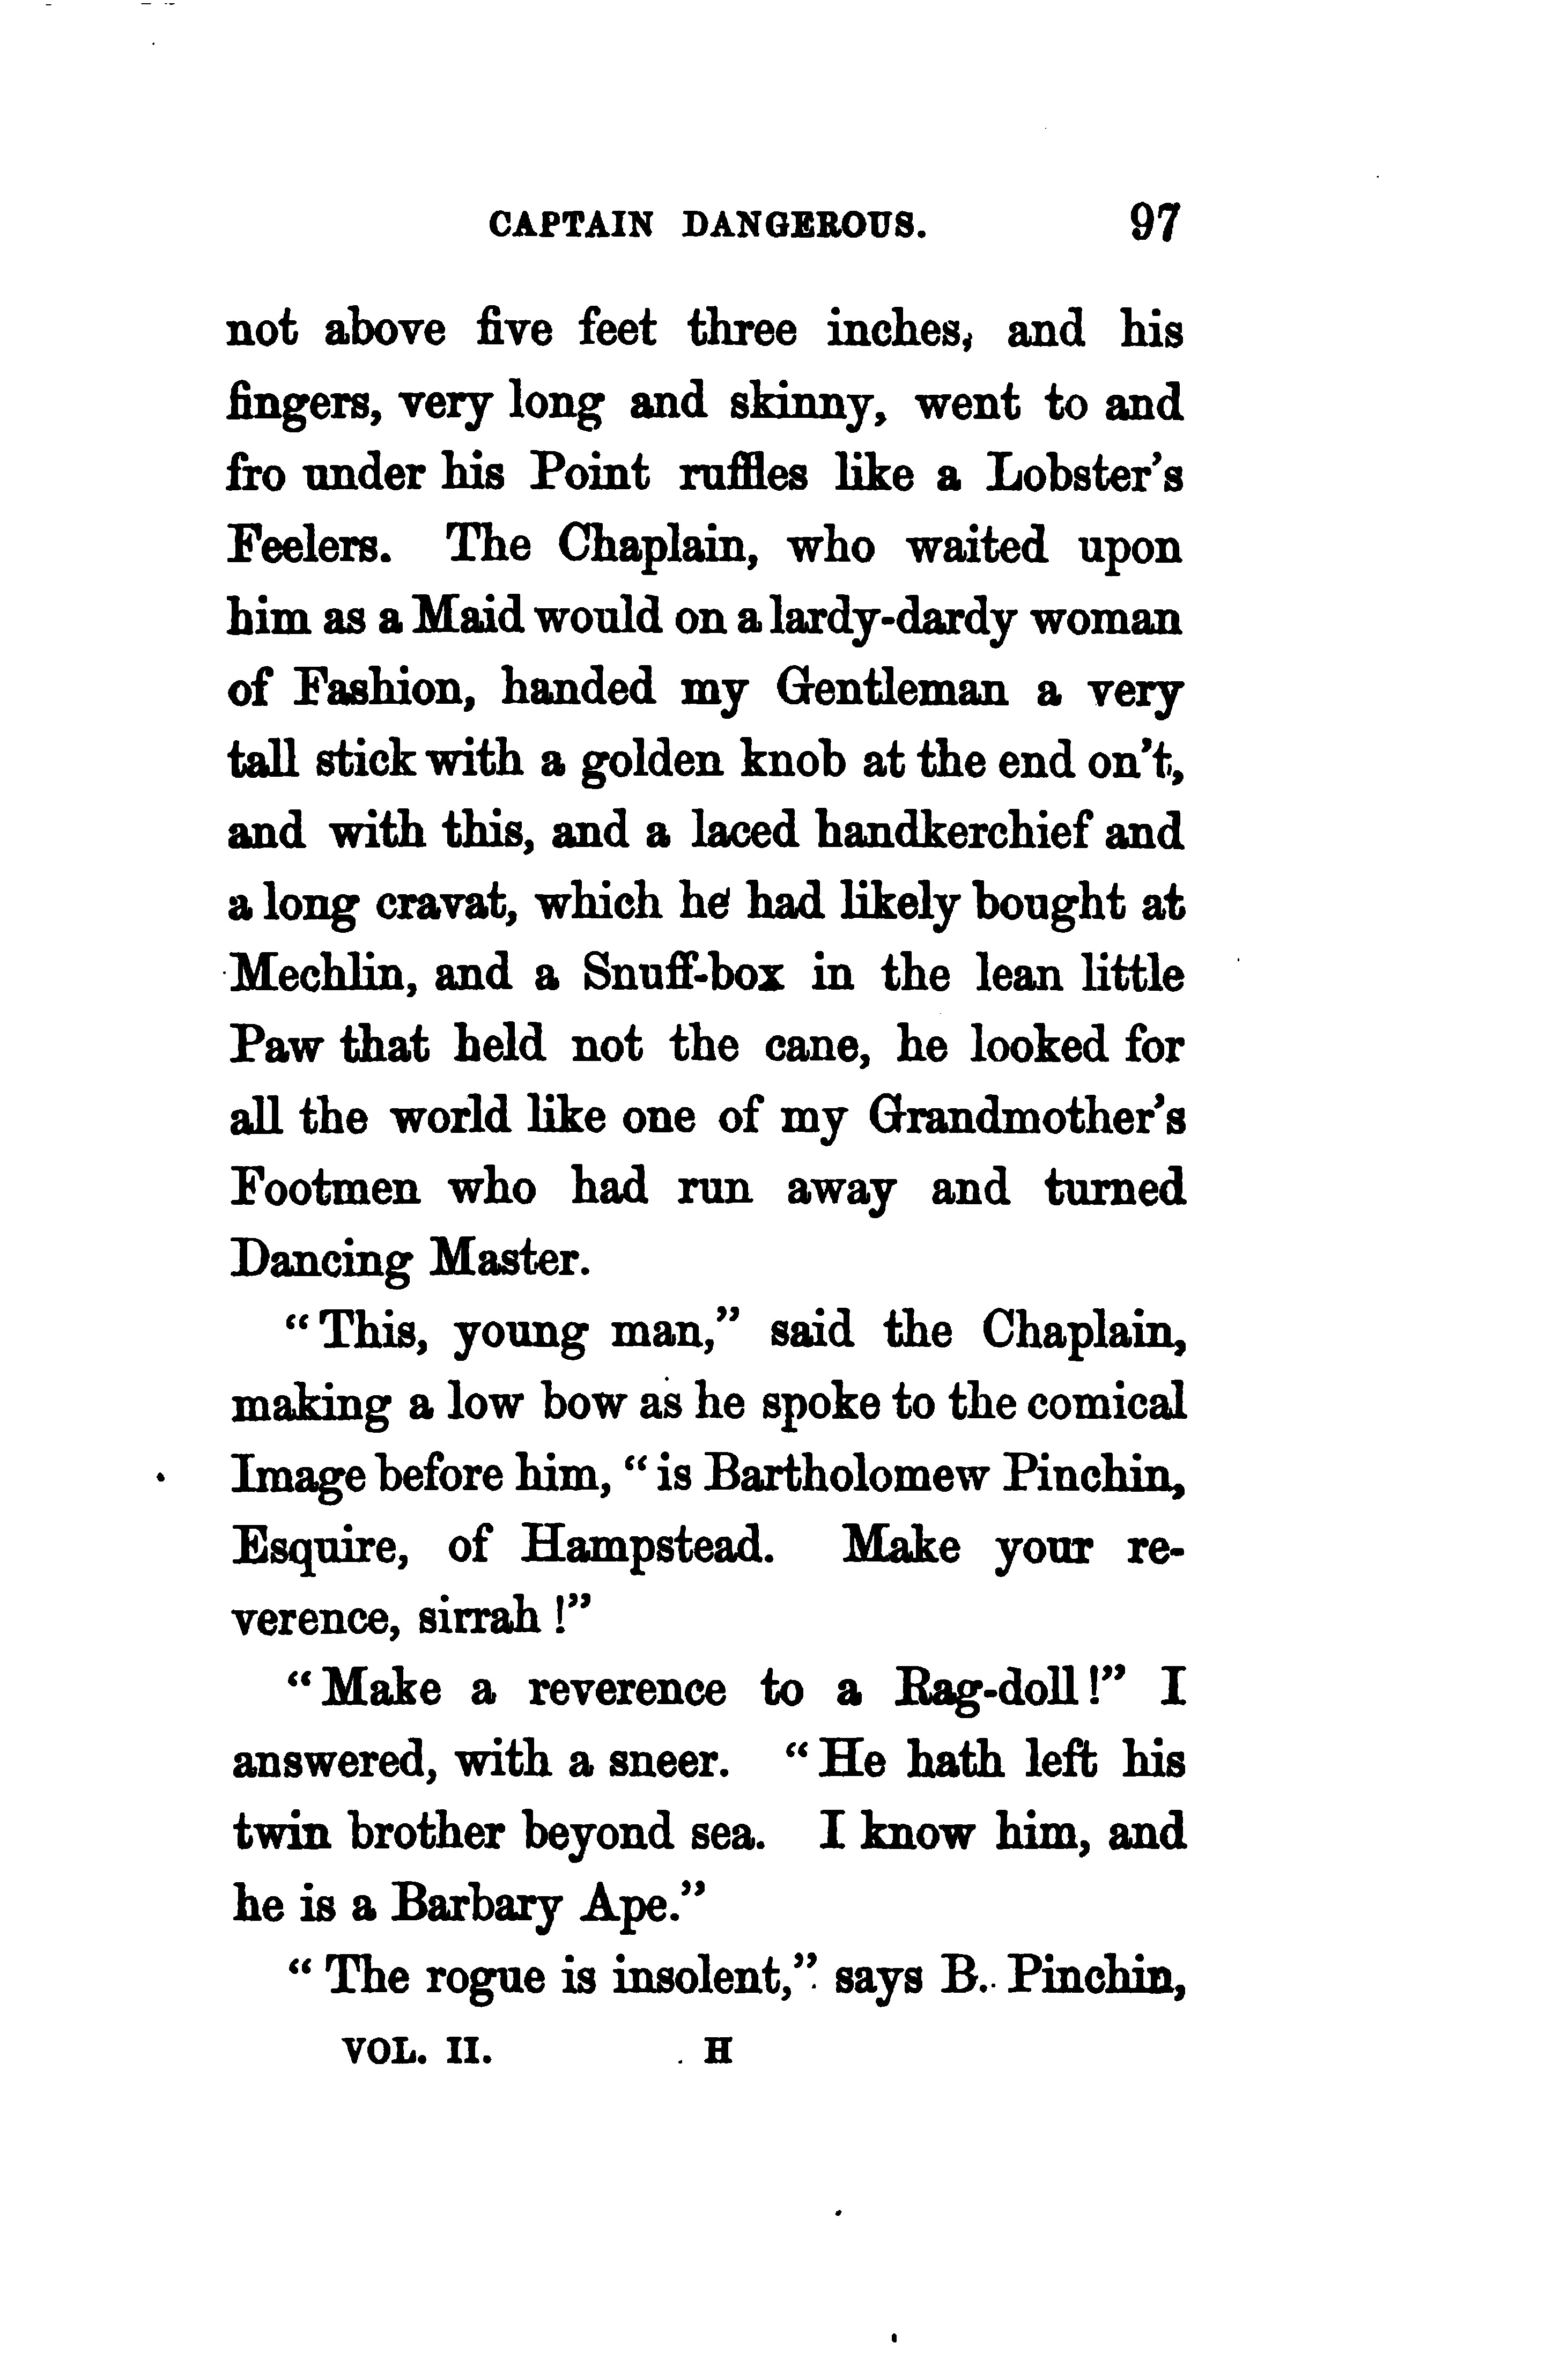 CAPTAIN DANGEROUS. 97
not above five feet three inches, and his
fingers, very long and skinny, went to and
fro under his Point ruffles like a Lobster's
Feelers. The Chaplain, who waited upon
him as a Maid would on a lardy-dardy woman
of Fashion, handed my Gentleman a very
tall stick with a golden knob at the end on't,
and with this, and a laced handkerchief and
a long cravat, which he had likely bought at
Mechlin, and a Snuff-box in the lean little
Paw that held not the cane, he looked for
all the world like one of my Grandmother's
Footmen who had run away and turned
Dancing Master.
"This, young man," said the Chaplain,
making a low bow as he spoke to the comical
Image before him, "is Bartholomew Pinchin,
Esquire, of Hampstead. Make your re-
verence, sirrah!"
"Make a reverence to a Rag-doll!" I
answered, with a sneer. "He hath left his
twin brother beyond sea. I know him, and
he is a Barbary Ape."
"The rogue is insolent," says B. Pinchin,
VOL. II. H